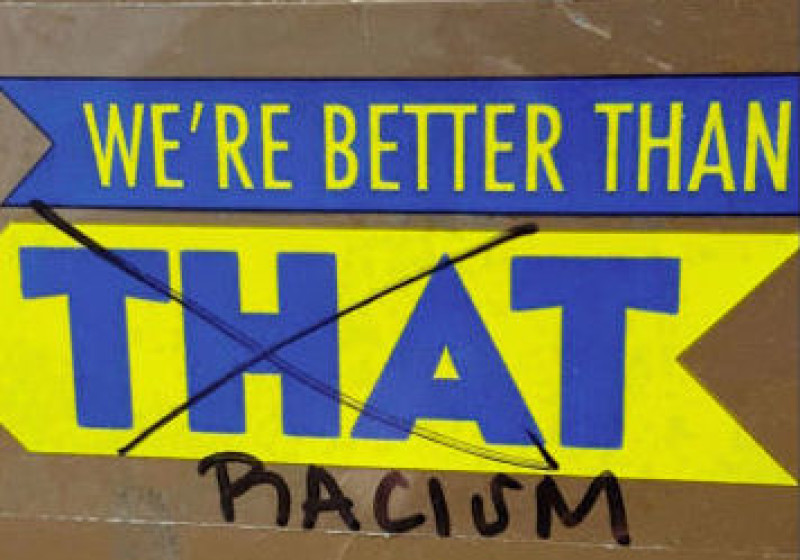 WE'RE BETTER THAN
THAT
RACISM